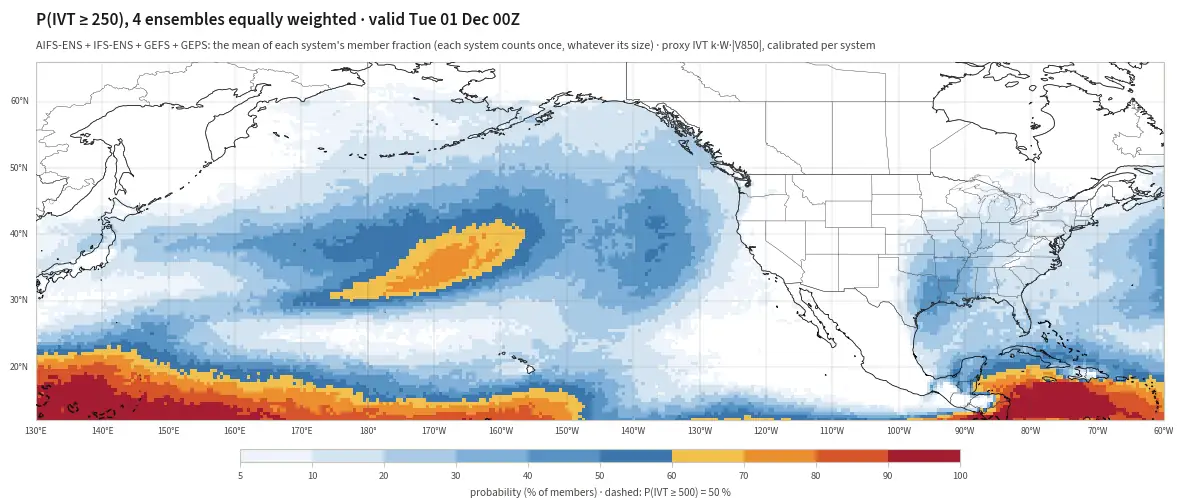 P(IVT ≥ 250), 4 ensembles equally weighted · valid Tue 01 Dec 00Z
AIFS-ENS + IFS-ENS + GEFS + GEPS: the mean of each system's member fraction (each system counts once, whatever its size) · proxy IVT k·W·|V850|, calibrated per system
60°N
50°N
40°N
30°N
20°N
130°E 140°E 150°E 160°E 170°E 180° 170°W 160°W 150°W 140°W 130°W 120°W 110°W 100°W 90°W 80°W 70°W 60°W
5 10 20 30 40 50 60 70 80 90 100
probability (% of members) · dashed: P(IVT ≥ 500) = 50 %